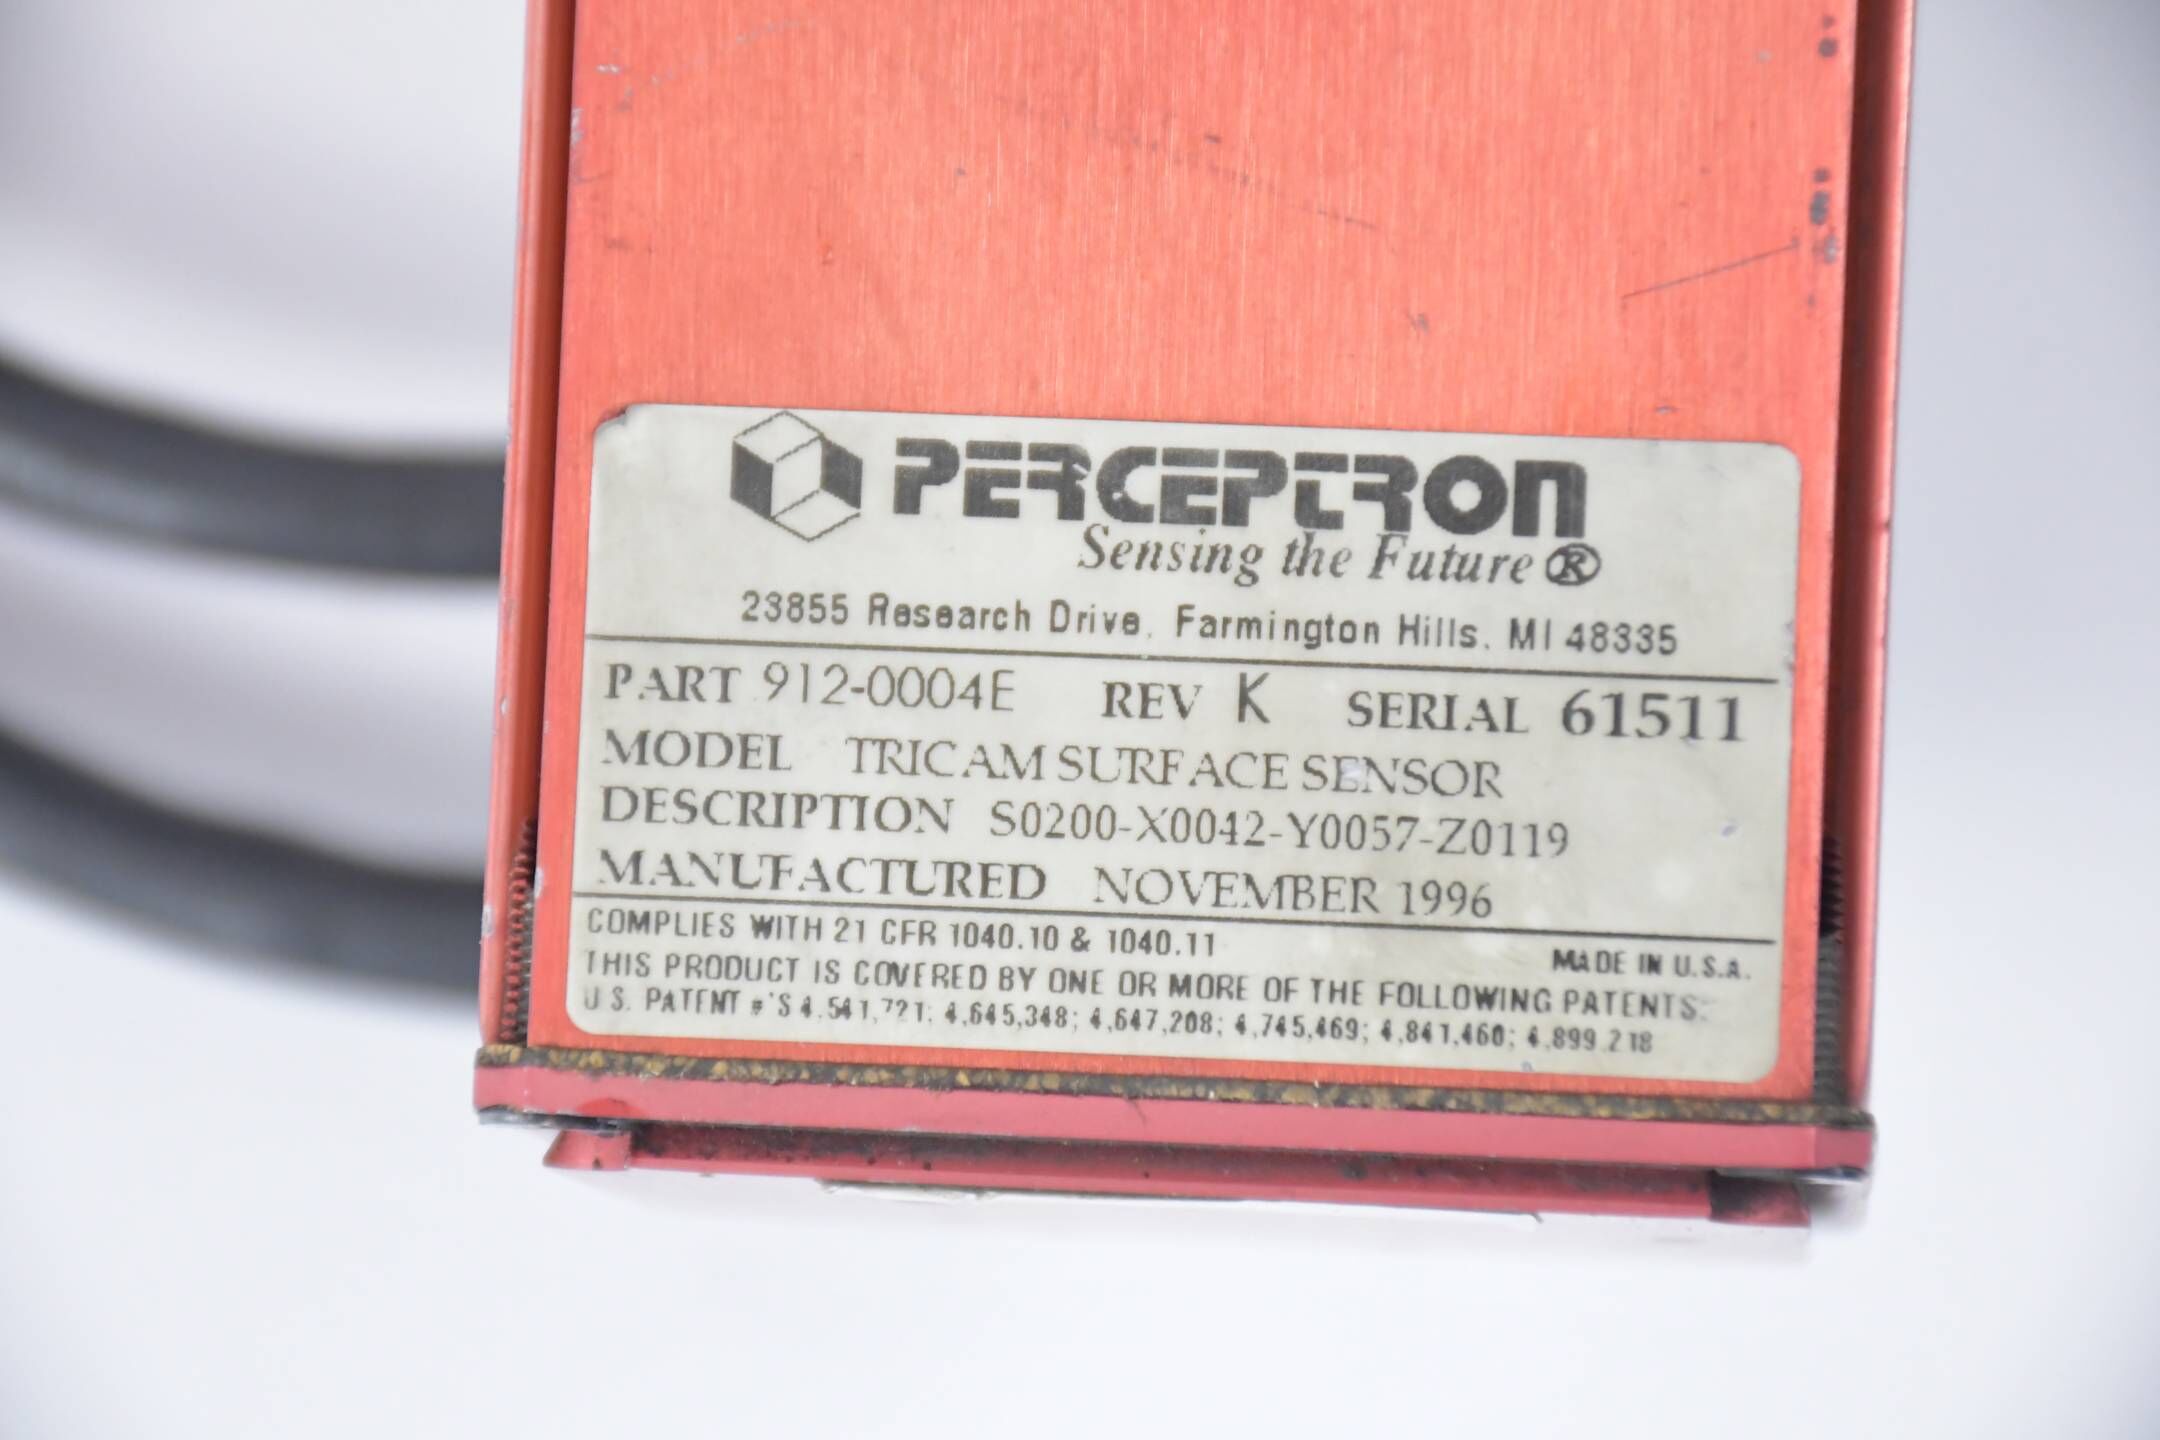 PERCEPTRON
Sensing the Future ®
23855 Research Drive, Farmington Hills, MI 48335
PART 912-0004E REV K SERIAL 61511
MODEL TRICAM SURFACE SENSOR
DESCRIPTION S0200-X0042-Y0057-Z0119
MANUFACTURED NOVEMBER 1996
COMPLIES WITH 21 CFR 1040.10 & 1040.11
MADE IN U.S.A.
THIS PRODUCT IS COVERED BY ONE OR MORE OF THE FOLLOWING PATENTS:
U.S. PATENT #'S 4,541,721; 4,645,348; 4,647,208; 4,745,469; 4,841,460; 4,899,218